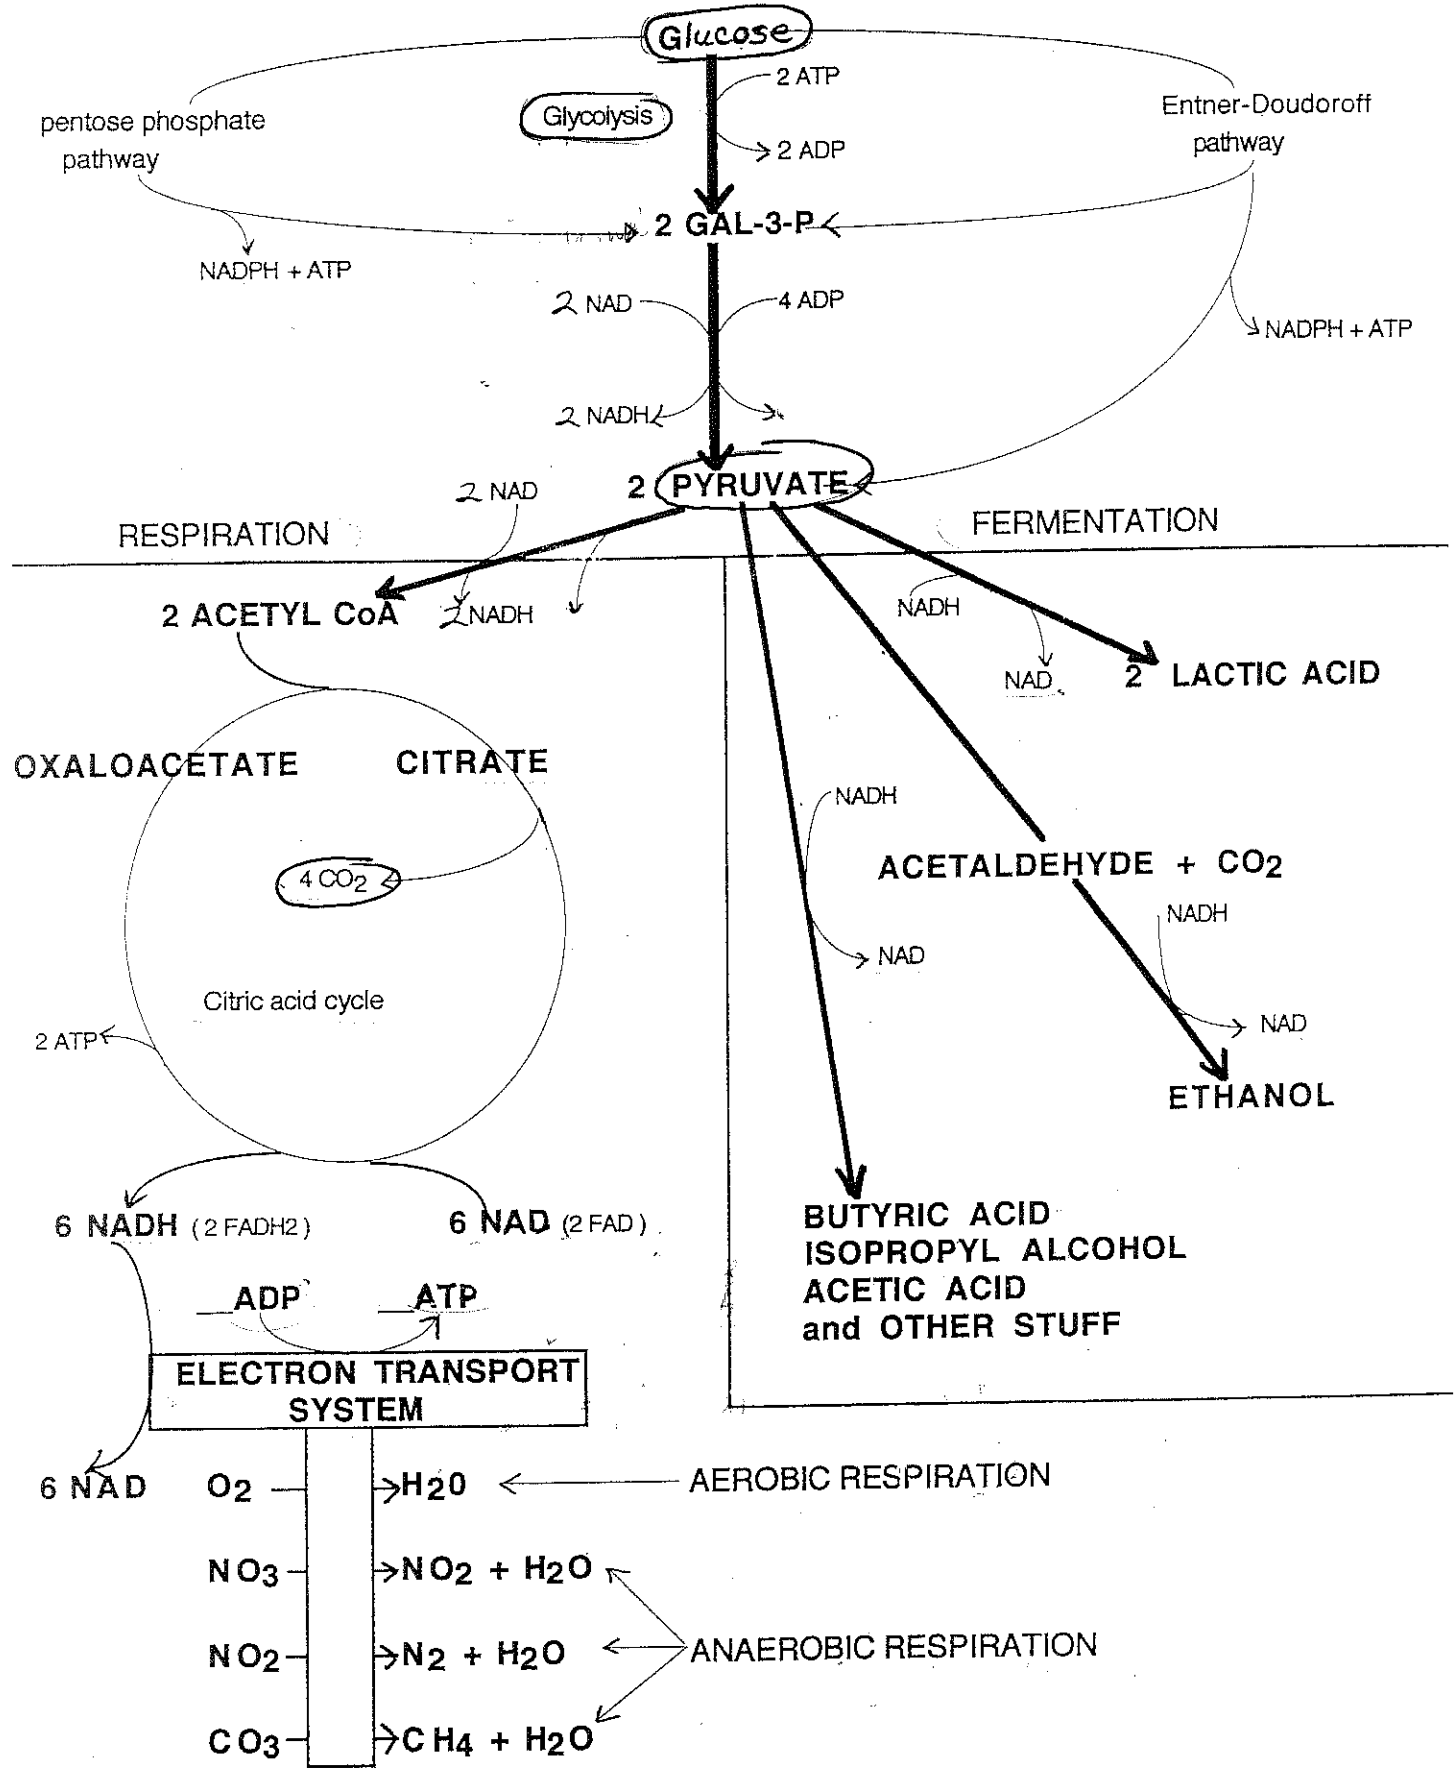 Glucose
2 ATP
Glycolysis
pentose phosphate
pathway
Entner-Doudoroff
pathway
2 ADP
2 GAL-3-P
NADPH + ATP
2 NAD
4 ADP
NADPH + ATP
2 NADH
2 PYRUVATE
2 NAD
RESPIRATION
FERMENTATION
2 ACETYL CoA
2 NADH
NADH
NAD
2 LACTIC ACID
OXALOACETATE
CITRATE
NADH
4 CO2
ACETALDEHYDE + CO2
NADH
NAD
Citric acid cycle
2 ATP
NAD
ETHANOL
6 NADH (2 FADH2)
6 NAD (2 FAD)
BUTYRIC ACID
ISOPROPYL ALCOHOL
ACETIC ACID
and OTHER STUFF
__ADP
__ATP
ELECTRON TRANSPORT
SYSTEM
6 NAD
O2
H20
AEROBIC RESPIRATION
NO3
NO2 + H2O
NO2
N2 + H2O
ANAEROBIC RESPIRATION
CO3
CH4 + H2O